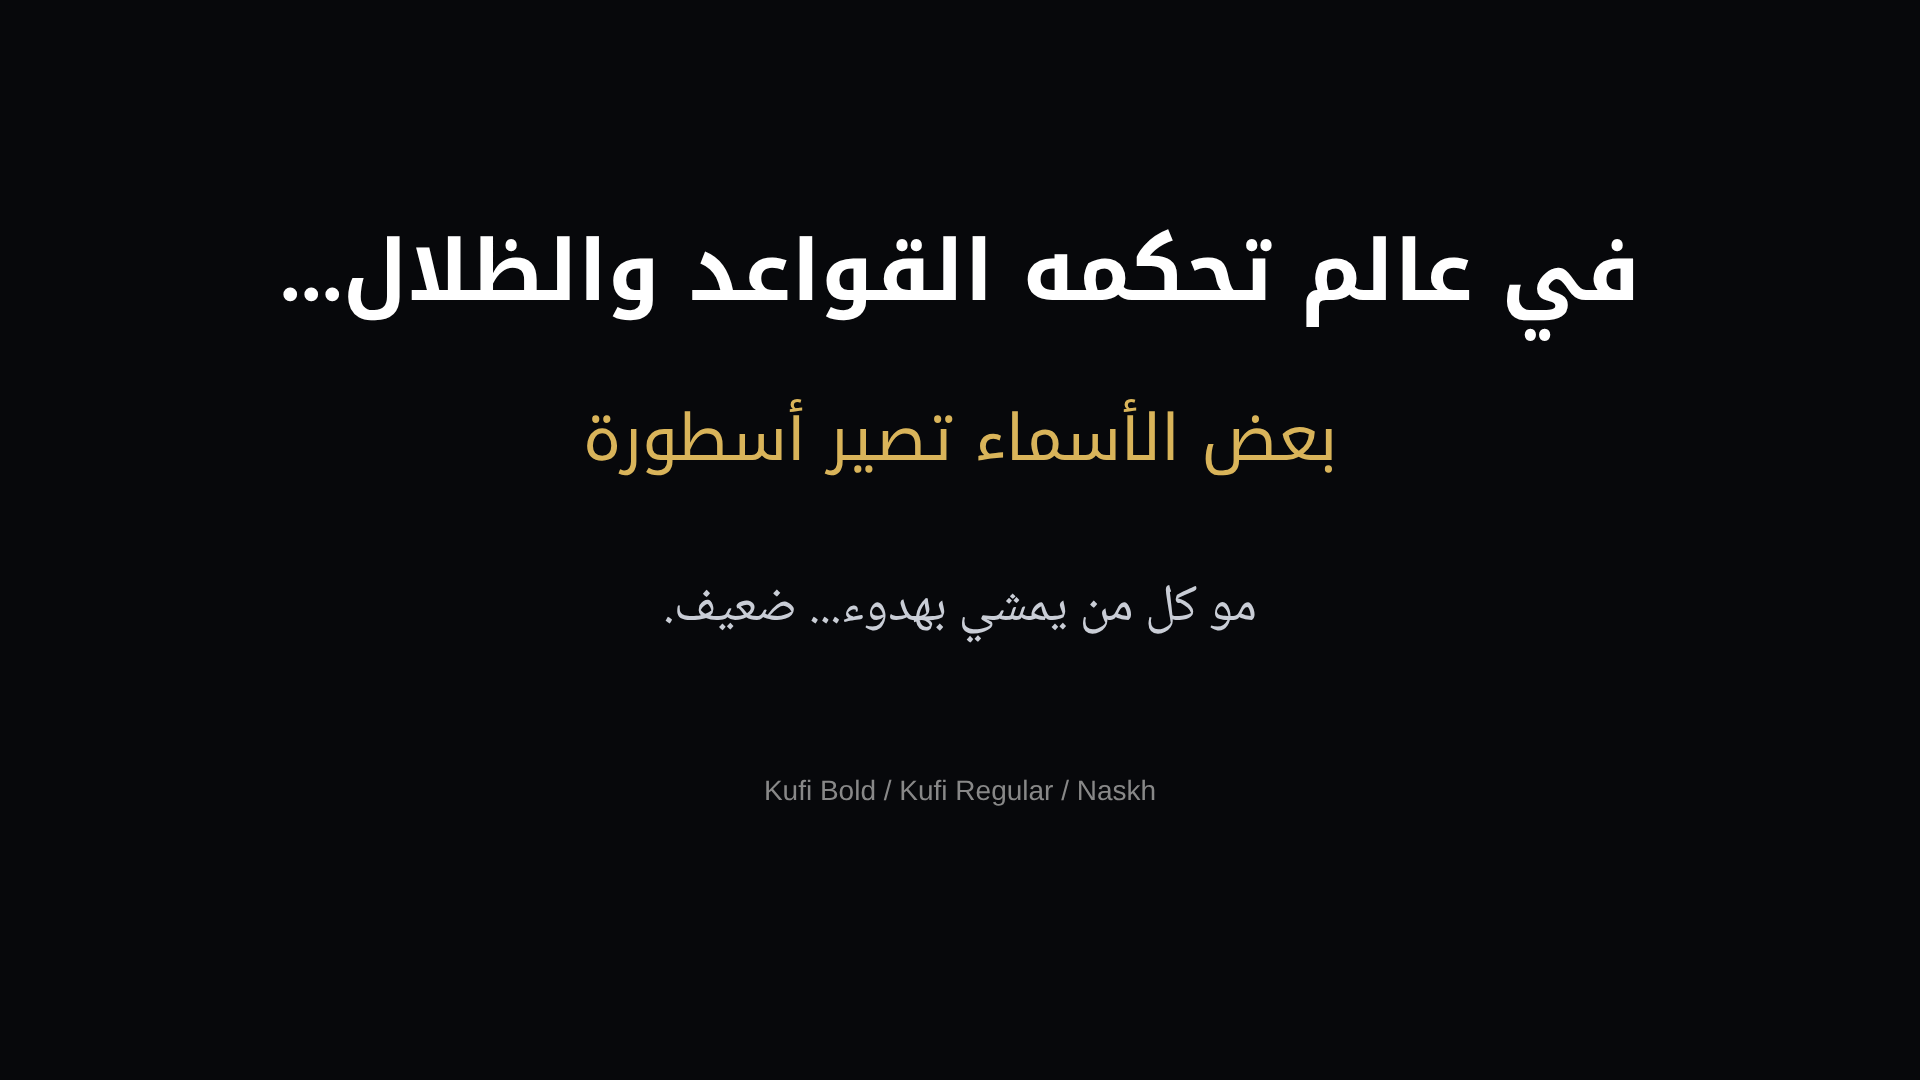 في عالم تحكمه القواعد والظلال...
بعض الأسماء تصير أسطورة
مو كل من يمشي بهدوء... ضعيف.
Kufi Bold / Kufi Regular / Naskh